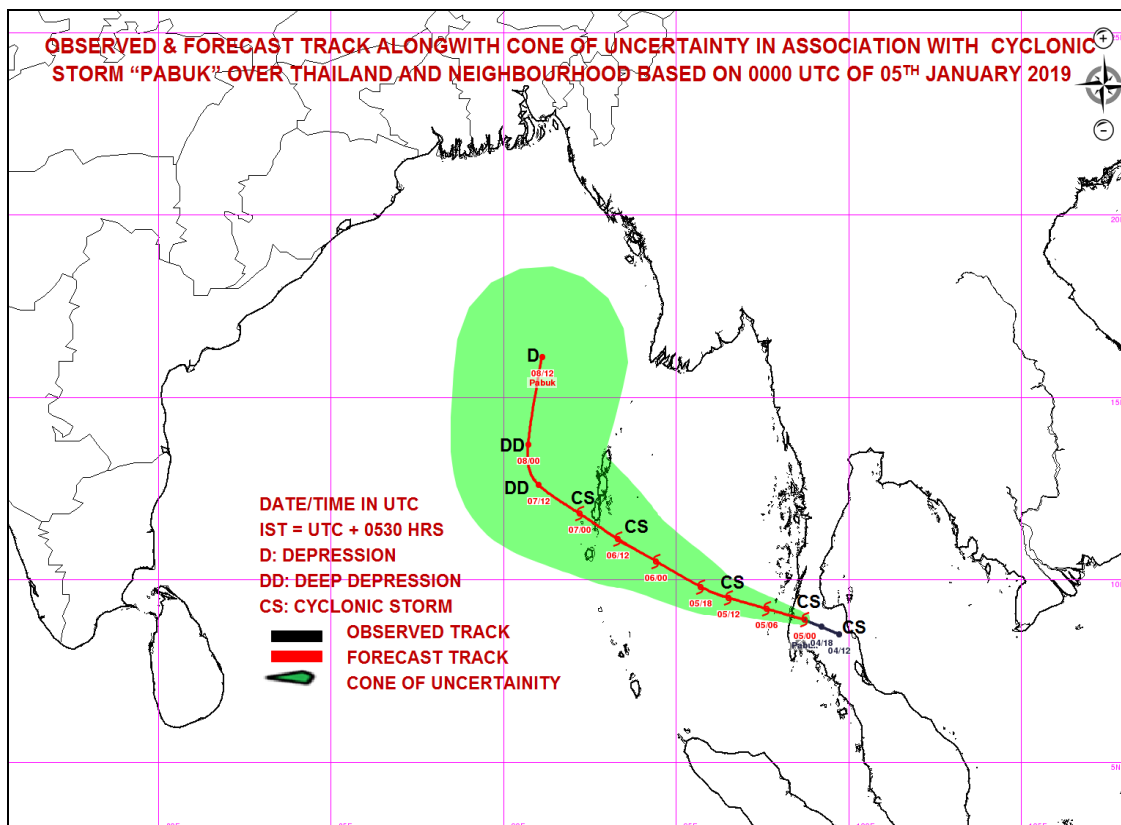 OBSERVED & FORECAST TRACK ALONGWITH CONE OF UNCERTAINTY IN ASSOCIATION WITH CYCLONIC
STORM “PABUK” OVER THAILAND AND NEIGHBOURHOOD BASED ON 0000 UTC OF 05TH JANUARY 2019
+
−
20
D
08/12
Pabuk
15
DD
08/00
DD
07/12
CS
07/00
CS
06/12
06/00
10
05/18
CS
05/12
05/06
CS
05/00
04/18
CS
04/12
DATE/TIME IN UTC
IST = UTC + 0530 HRS
D: DEPRESSION
DD: DEEP DEPRESSION
CS: CYCLONIC STORM
OBSERVED TRACK
FORECAST TRACK
CONE OF UNCERTAINITY
5N